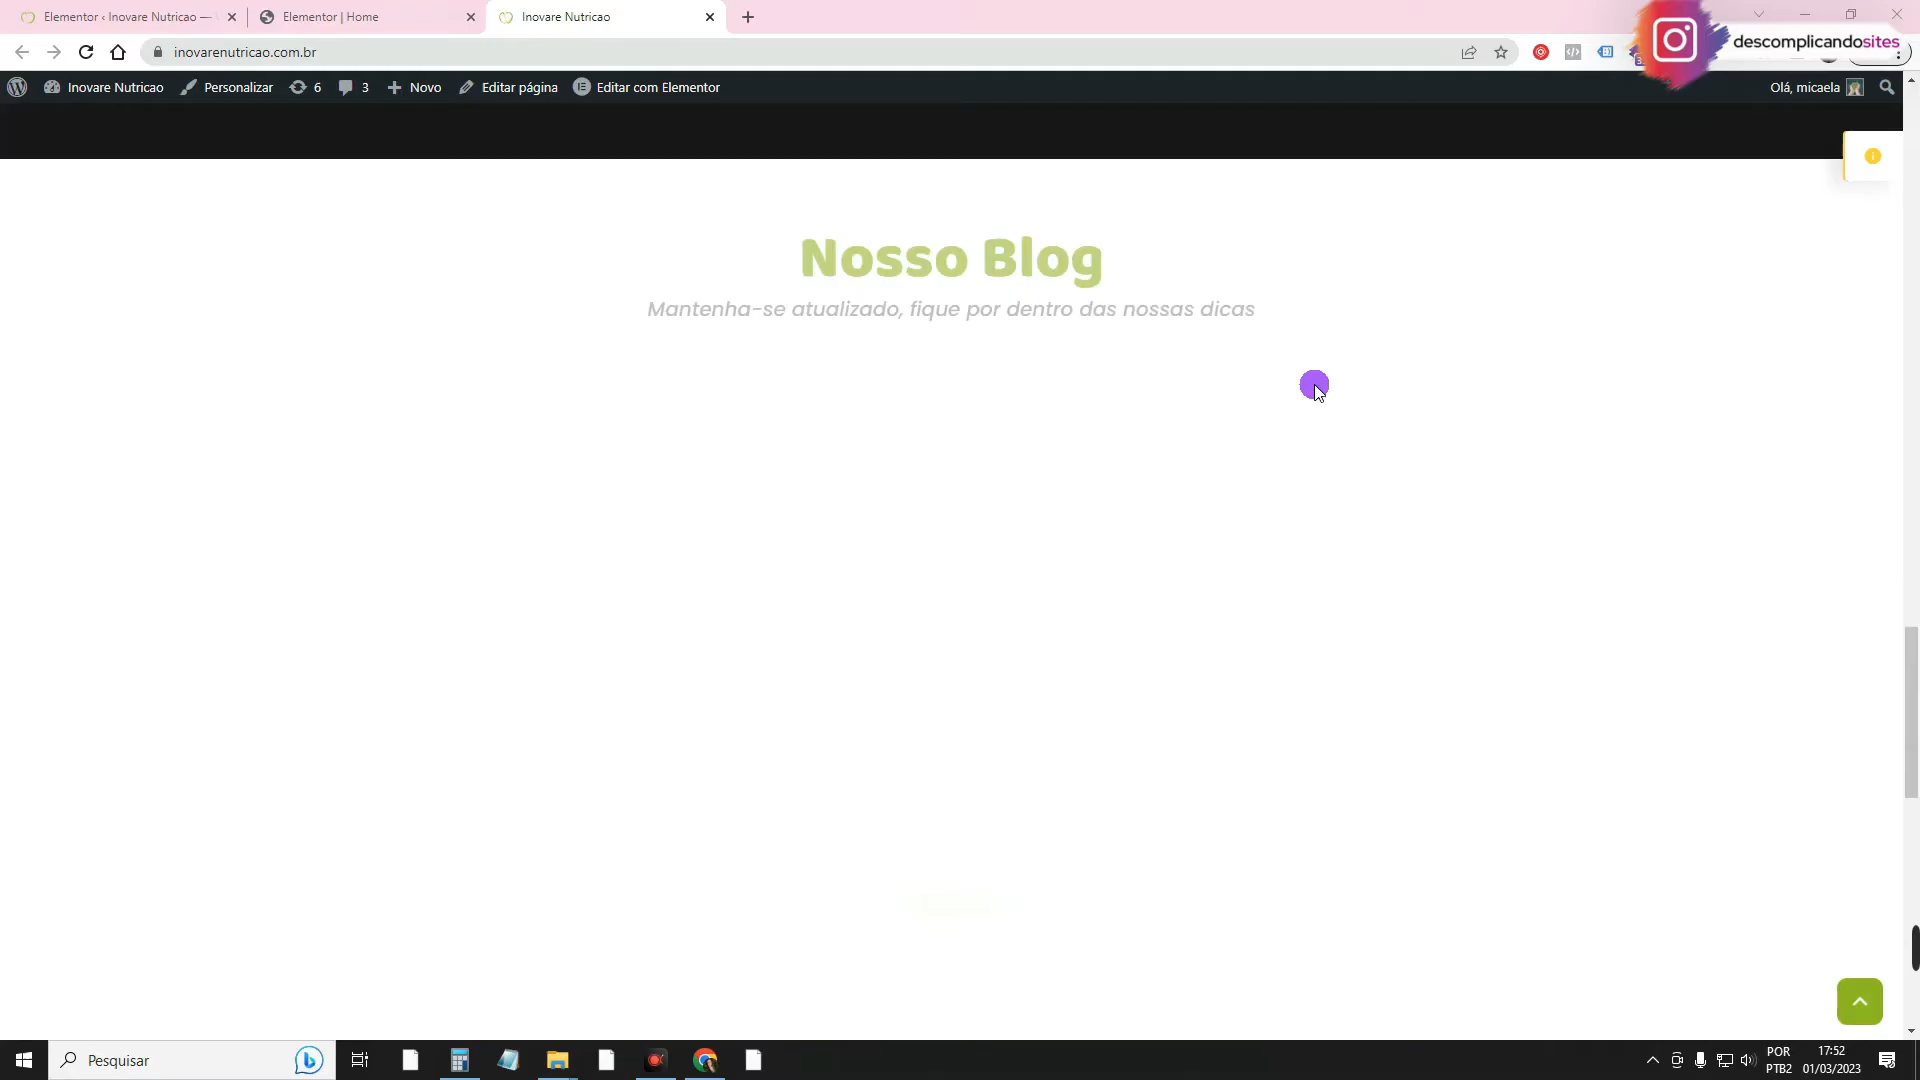 Elementor ‹ Inovare Nutricao —
Elementor | Home
Inovare Nutricao
inovarenutricao.com.br
descomplicandosites
Inovare Nutricao
Personalizar
6
3
Novo
Editar página
Editar com Elementor
Olá, micaela
Nosso Blog
Mantenha-se atualizado, fique por dentro das nossas dicas
Pesquisar
POR
PTB2
17:52
01/03/2023